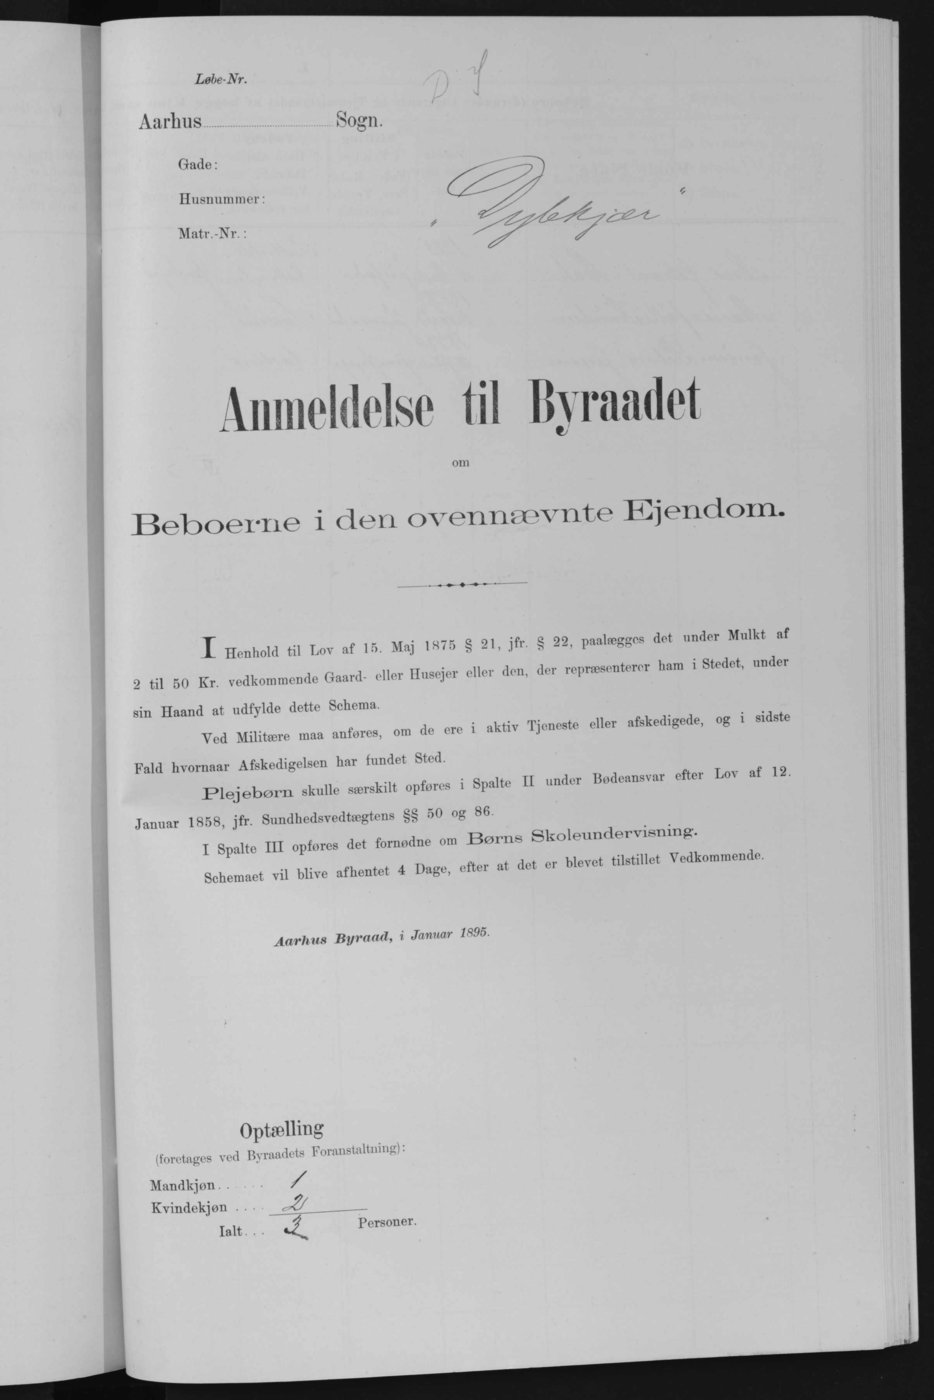 Løbe-Nr.
Aarhus Sogn.
Gade:
Husnummer:
"Dybkjær"
Matr.-Nr.:
Anmeldelse til Byraadet
om
Beboerne i den ovennævnte Ejendom.
I Henhold til Lov af 15. Maj 1875 § 21, jfr. § 22, paalægges det under Mulkt af
2 til 50 Kr. vedkommende Gaard- eller Husejer eller den, der repræsenterer ham i Stedet, under
sin Haand at udfylde dette Schema.
Ved Militære maa anføres, om de ere i aktiv Tjeneste eller afskedigede, og i sidste
Fald hvornaar Afskedigelsen har fundet Sted.
Plejebørn skulle særskilt opføres i Spalte II under Bødeansvar efter Lov af 12.
Januar 1858, jfr. Sundhedsvedtægtens §§ 50 og 86.
I Spalte III opføres det fornødne om Børns Skoleundervisning.
Schemaet vil blive afhentet 4 Dage, efter at det er blevet tilstillet Vedkommende.
Aarhus Byraad, i Januar 1895.
Optælling
(foretages ved Byraadets Foranstaltning):
Mandkjøn...... 1
Kvindekjøn .... 2
Ialt... 3 Personer.